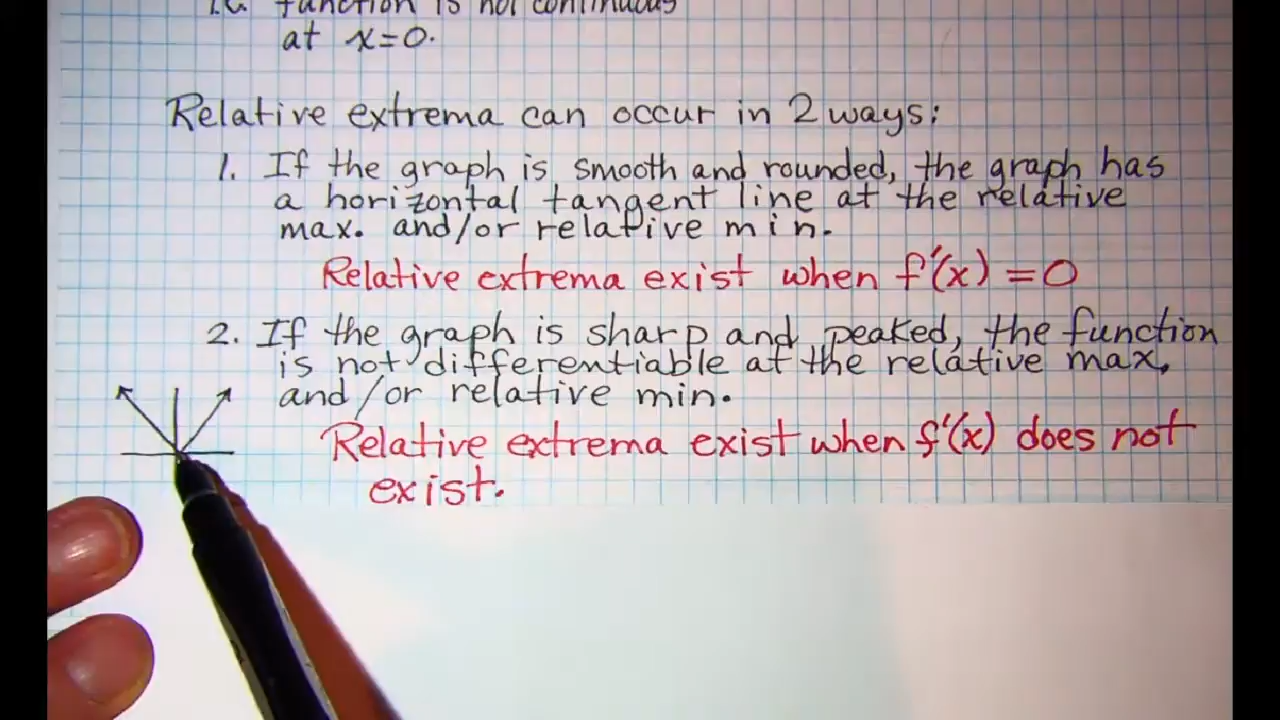 i.e. function is not continuous
at x=0.
Relative extrema can occur in 2 ways:
1. If the graph is smooth and rounded, the graph has
a horizontal tangent line at the relative
max. and/or relative min.
Relative extrema exist when f'(x) = 0
2. If the graph is sharp and peaked, the function
is not differentiable at the relative max.
and/or relative min.
Relative extrema exist when f'(x) does not
exist.